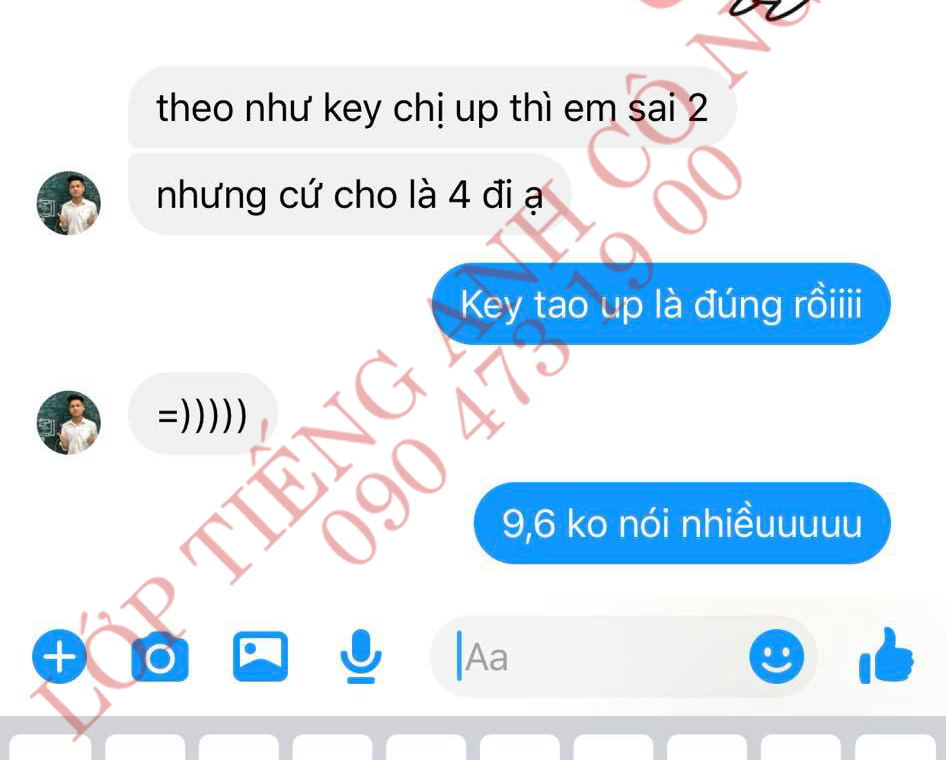 theo như key chị up thì em sai 2
nhưng cứ cho là 4 đi ạ
Key tao up là đúng rồiiii
=)))))
9,6 ko nói nhiềuuuuu
Aa
LỚP TIẾNG ANH CÔ
090 473 19 00